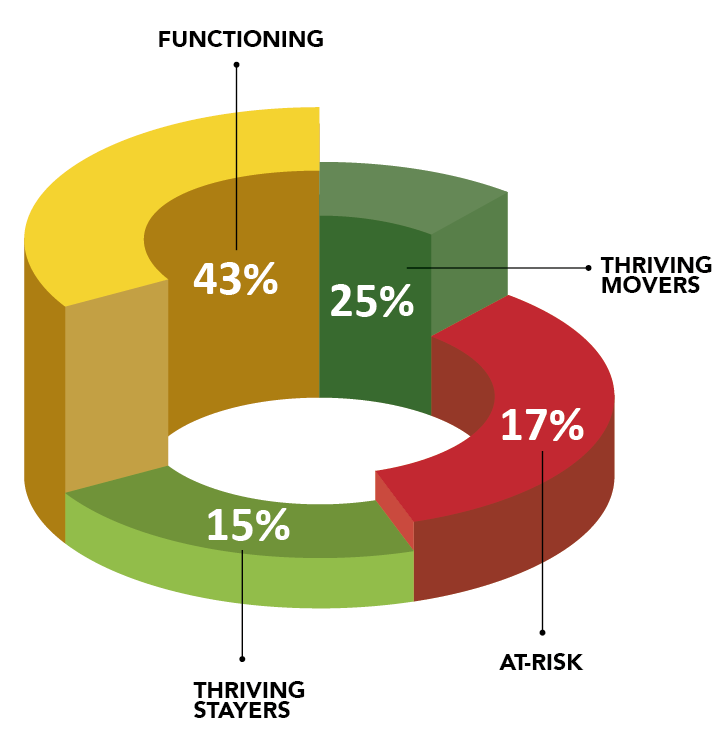 FUNCTIONING
43%
25%
THRIVING
MOVERS
17%
15%
AT-RISK
THRIVING
STAYERS